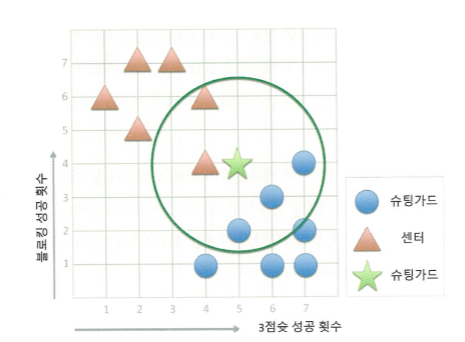 7
6
5
4
3
2
1
블로킹 성공 횟수
1 2 3 4 5 6 7
3점슛 성공 횟수
슈팅가드
센터
슈팅가드